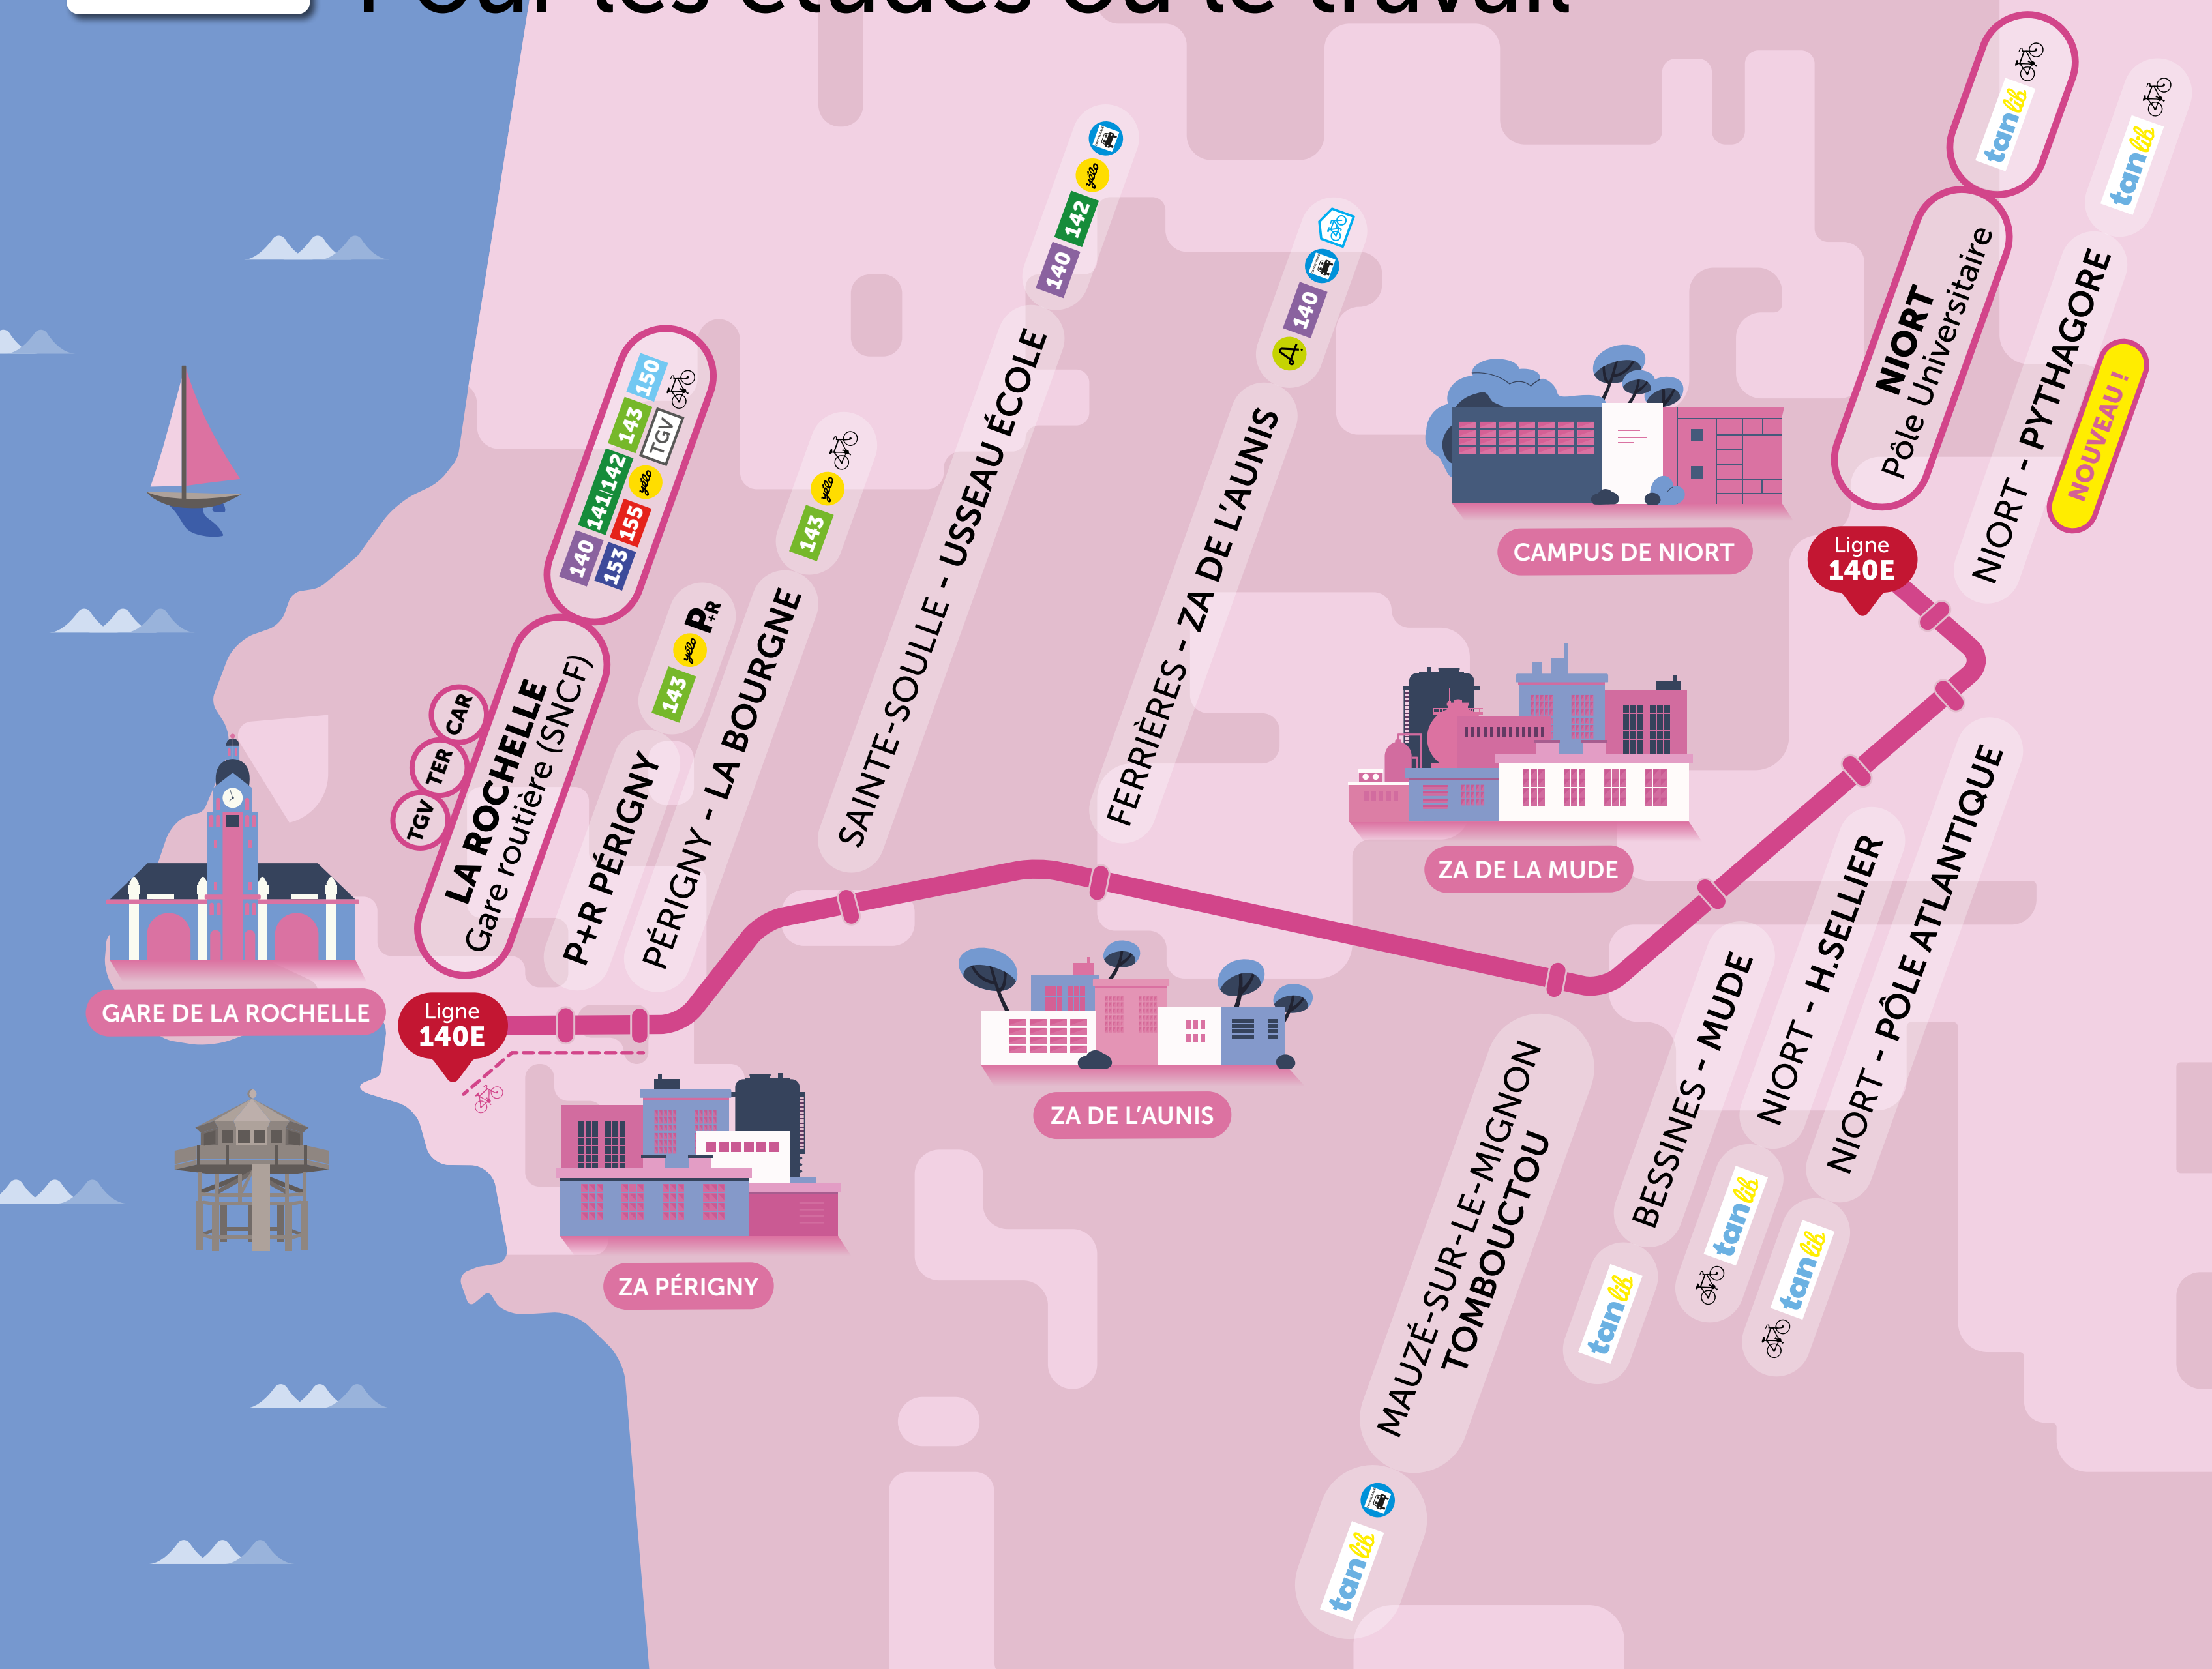 Pour les études ou le travail
TGV
TER
CAR
LA ROCHELLE
Gare routière (SNCF)
140 141|142 143 150
153 155 yélo TGV
P+R PÉRIGNY
143 yélo P+R
PÉRIGNY - LA BOURGNE
143 yélo
SAINTE-SOULLE - USSEAU ÉCOLE
140 142 yélo
FERRIÈRES - ZA DE L'AUNIS
140
MAUZÉ-SUR-LE-MIGNON
TOMBOUCTOU
tanlib
BESSINES - MUDE
tanlib
NIORT - H.SELLIER
tanlib
NIORT - PÔLE ATLANTIQUE
tanlib
NIORT - PYTHAGORE
tanlib
NOUVEAU !
NIORT
Pôle Universitaire
tanlib
Ligne
140E
Ligne
140E
GARE DE LA ROCHELLE
ZA PÉRIGNY
ZA DE L'AUNIS
ZA DE LA MUDE
CAMPUS DE NIORT